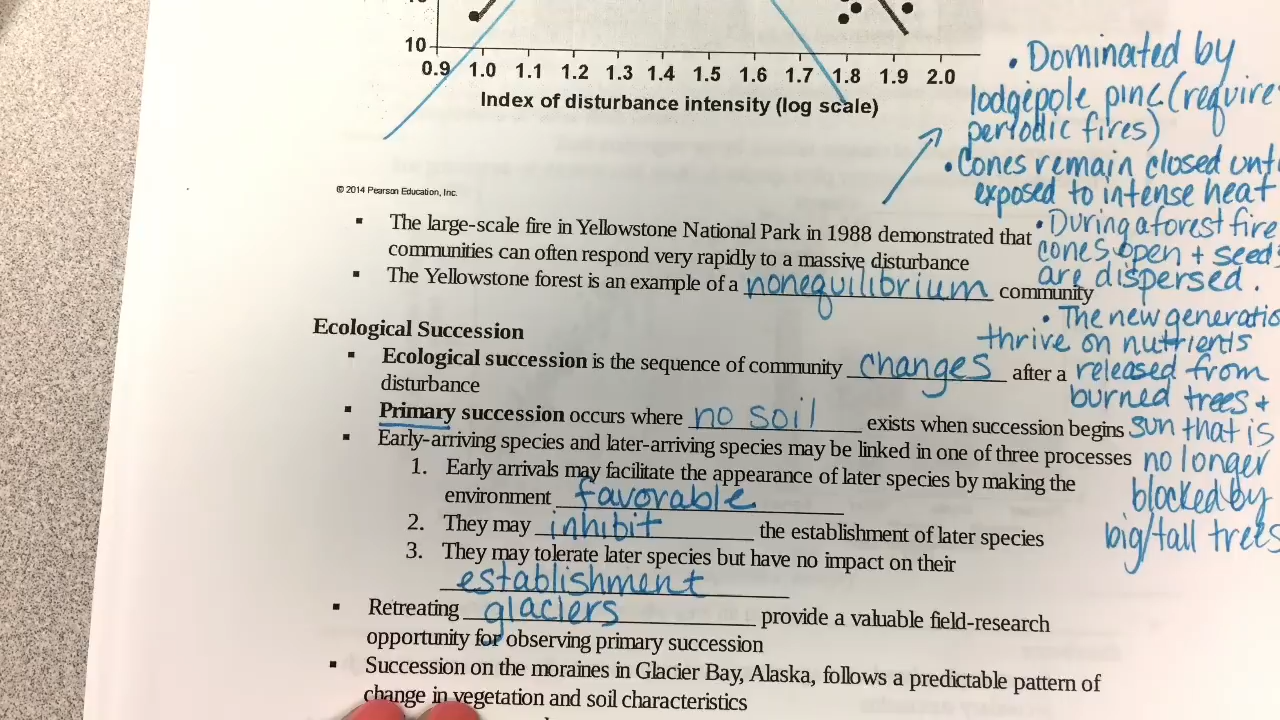 10
0.9 1.0 1.1 1.2 1.3 1.4 1.5 1.6 1.7 1.8 1.9 2.0
Index of disturbance intensity (log scale)
© 2014 Pearson Education, Inc.
• Dominated by
lodgepole pine (require
periodic fires)
• Cones remain closed unti
exposed to intense heat
• During a forest fire
cones open + seeds
are dispersed.
• The new generatio
thrive on nutrients
released from
burned trees +
sun that is
no longer
blocked by
big/tall trees
▪ The large-scale fire in Yellowstone National Park in 1988 demonstrated that
communities can often respond very rapidly to a massive disturbance
▪ The Yellowstone forest is an example of a nonequilibrium community
Ecological Succession
▪ Ecological succession is the sequence of community changes after a
disturbance
▪ Primary succession occurs where no soil exists when succession begins
▪ Early-arriving species and later-arriving species may be linked in one of three processes
1. Early arrivals may facilitate the appearance of later species by making the
environment favorable
2. They may inhibit the establishment of later species
3. They may tolerate later species but have no impact on their
establishment
▪ Retreating glaciers provide a valuable field-research
opportunity for observing primary succession
▪ Succession on the moraines in Glacier Bay, Alaska, follows a predictable pattern of
change in vegetation and soil characteristics